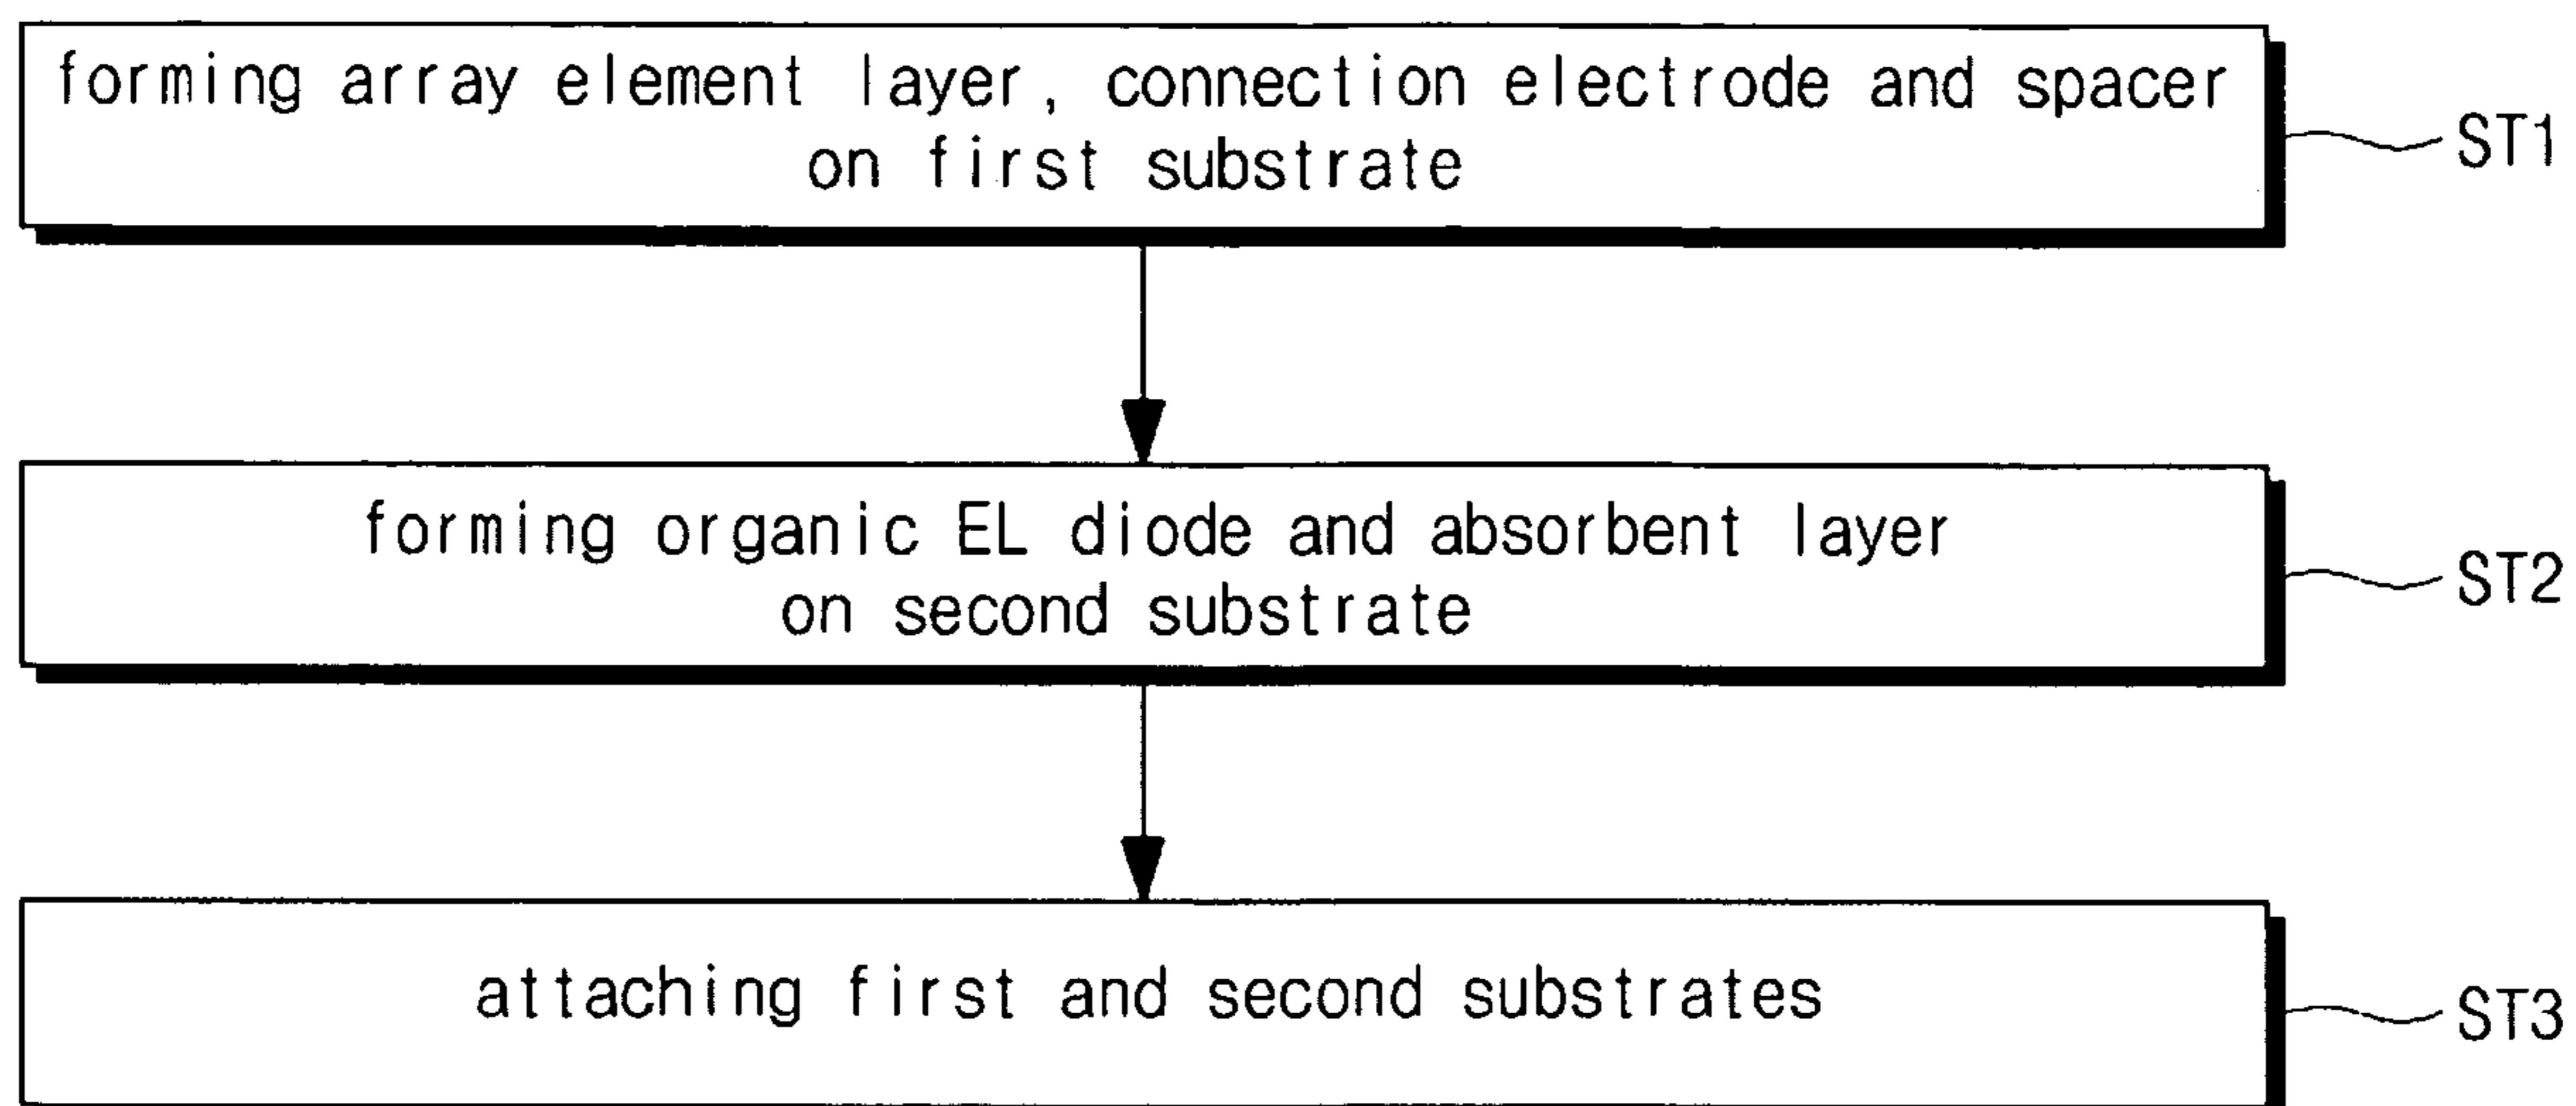 forming array element layer, connection electrode and spacer
on first substrate
ST1
forming organic EL diode and absorbent layer
on second substrate
ST2
attaching first and second substrates
ST3